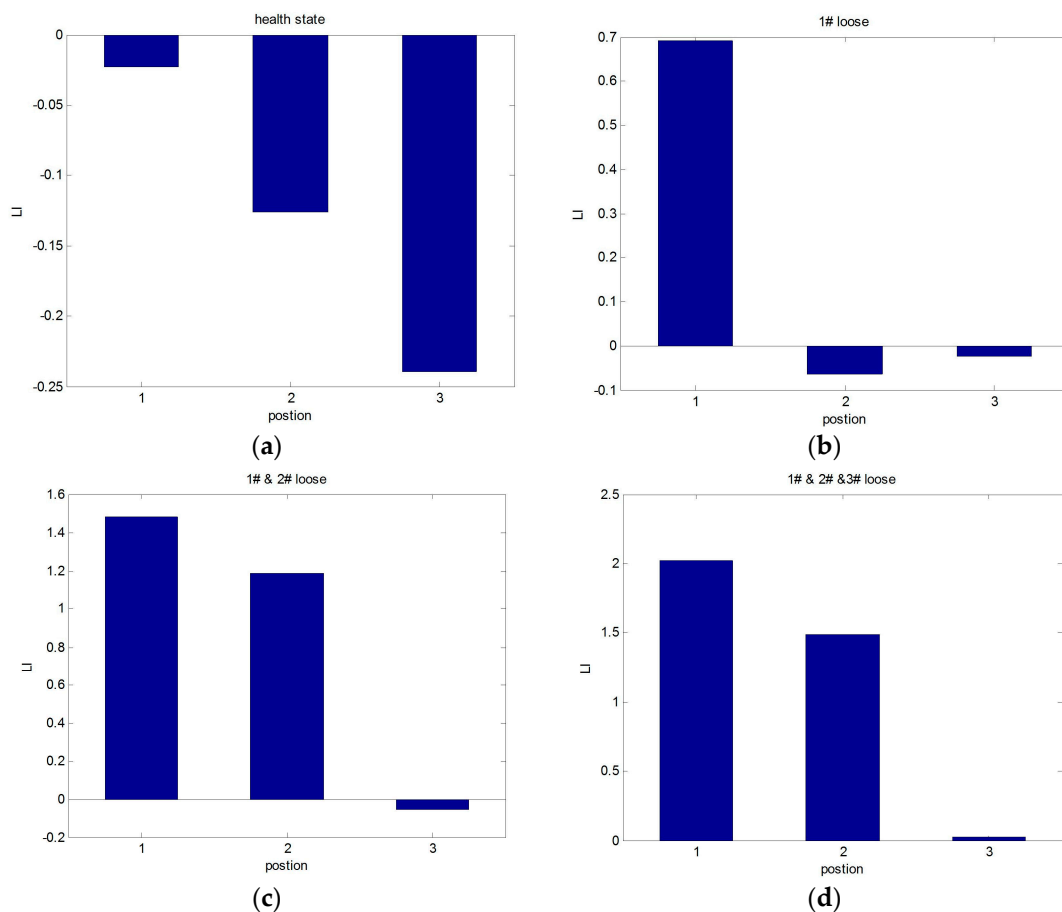 health state
0
-0.05
-0.1
-0.15
-0.2
-0.25
LI
1 2 3
postion
(a)
1# loose
0.7
0.6
0.5
0.4
0.3
0.2
0.1
0
-0.1
LI
1 2 3
postion
(b)
1# & 2# loose
1.6
1.4
1.2
1
0.8
0.6
0.4
0.2
0
-0.2
LI
1 2 3
postion
(c)
1# & 2# &3# loose
2.5
2
1.5
1
0.5
0
LI
1 2 3
postion
(d)